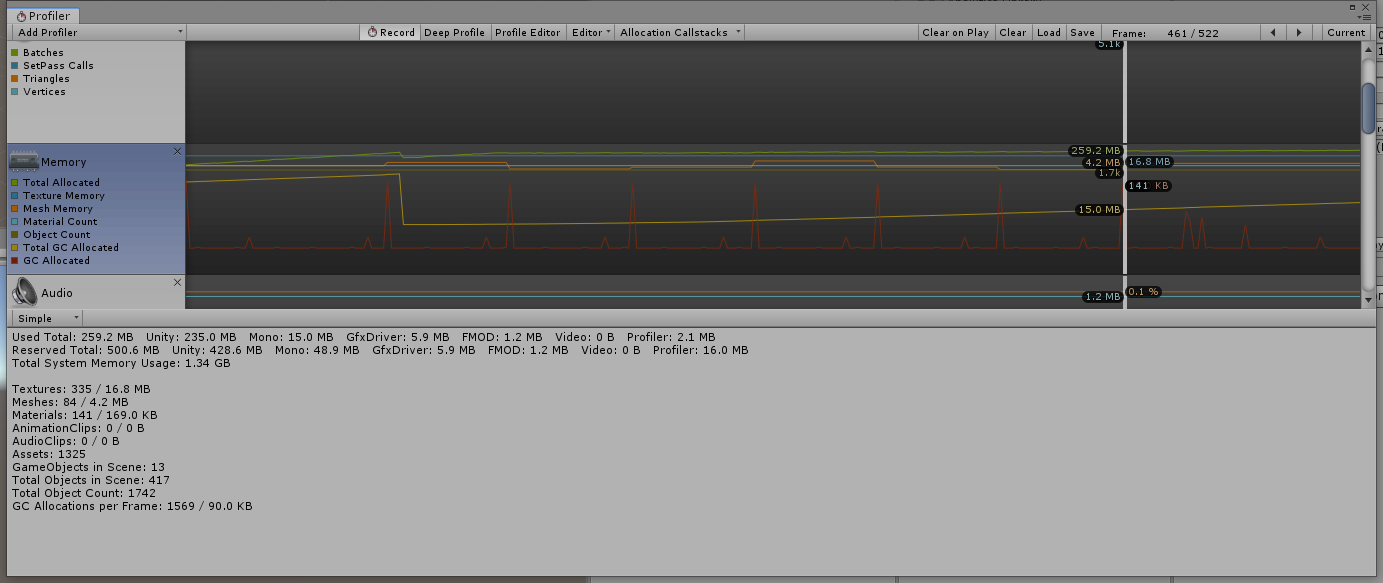 Profiler
Add Profiler Record Deep Profile Profile Editor Editor Allocation Callstacks Clear on Play Clear Load Save Frame: 461 / 522 Current
5.1k
Batches
SetPass Calls
Triangles
Vertices
Memory
259.2 MB
4.2 MB 16.8 MB
1.7k
Total Allocated
141 KB
Texture Memory
Mesh Memory
15.0 MB
Material Count
Object Count
Total GC Allocated
GC Allocated
Audio
0.1 %
1.2 MB
Simple
Used Total: 259.2 MB Unity: 235.0 MB Mono: 15.0 MB GfxDriver: 5.9 MB FMOD: 1.2 MB Video: 0 B Profiler: 2.1 MB
Reserved Total: 500.6 MB Unity: 428.6 MB Mono: 48.9 MB GfxDriver: 5.9 MB FMOD: 1.2 MB Video: 0 B Profiler: 16.0 MB
Total System Memory Usage: 1.34 GB
Textures: 335 / 16.8 MB
Meshes: 84 / 4.2 MB
Materials: 141 / 169.0 KB
AnimationClips: 0 / 0 B
AudioClips: 0 / 0 B
Assets: 1325
GameObjects in Scene: 13
Total Objects in Scene: 417
Total Object Count: 1742
GC Allocations per Frame: 1569 / 90.0 KB